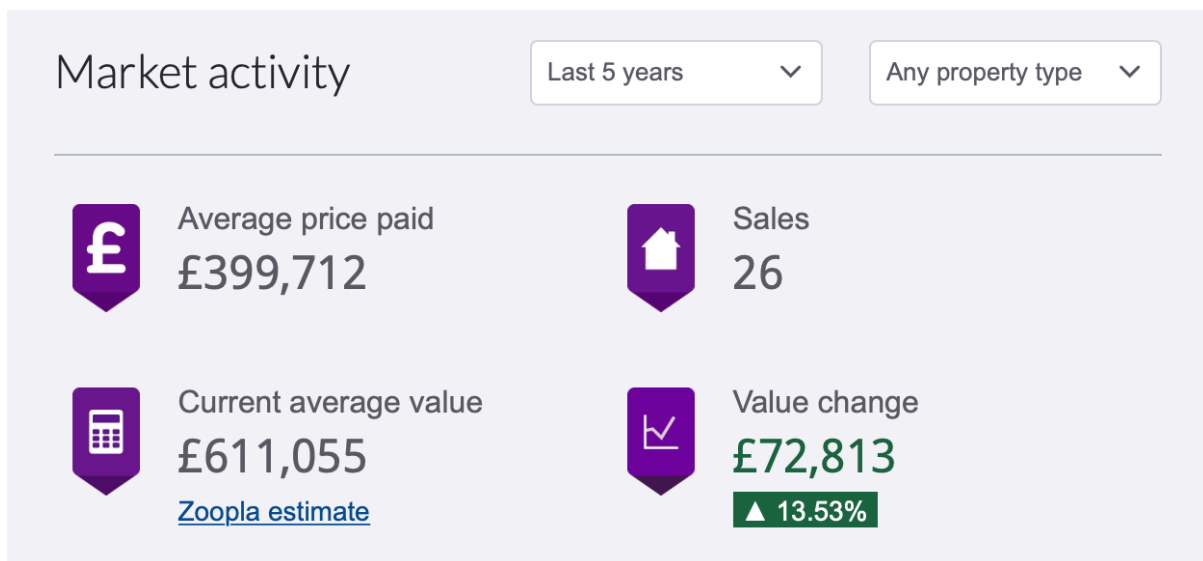 Market activity
Last 5 years
Any property type
£
Average price paid
£399,712
Sales
26
Current average value
£611,055
Zoopla estimate
Value change
£72,813
▲ 13.53%